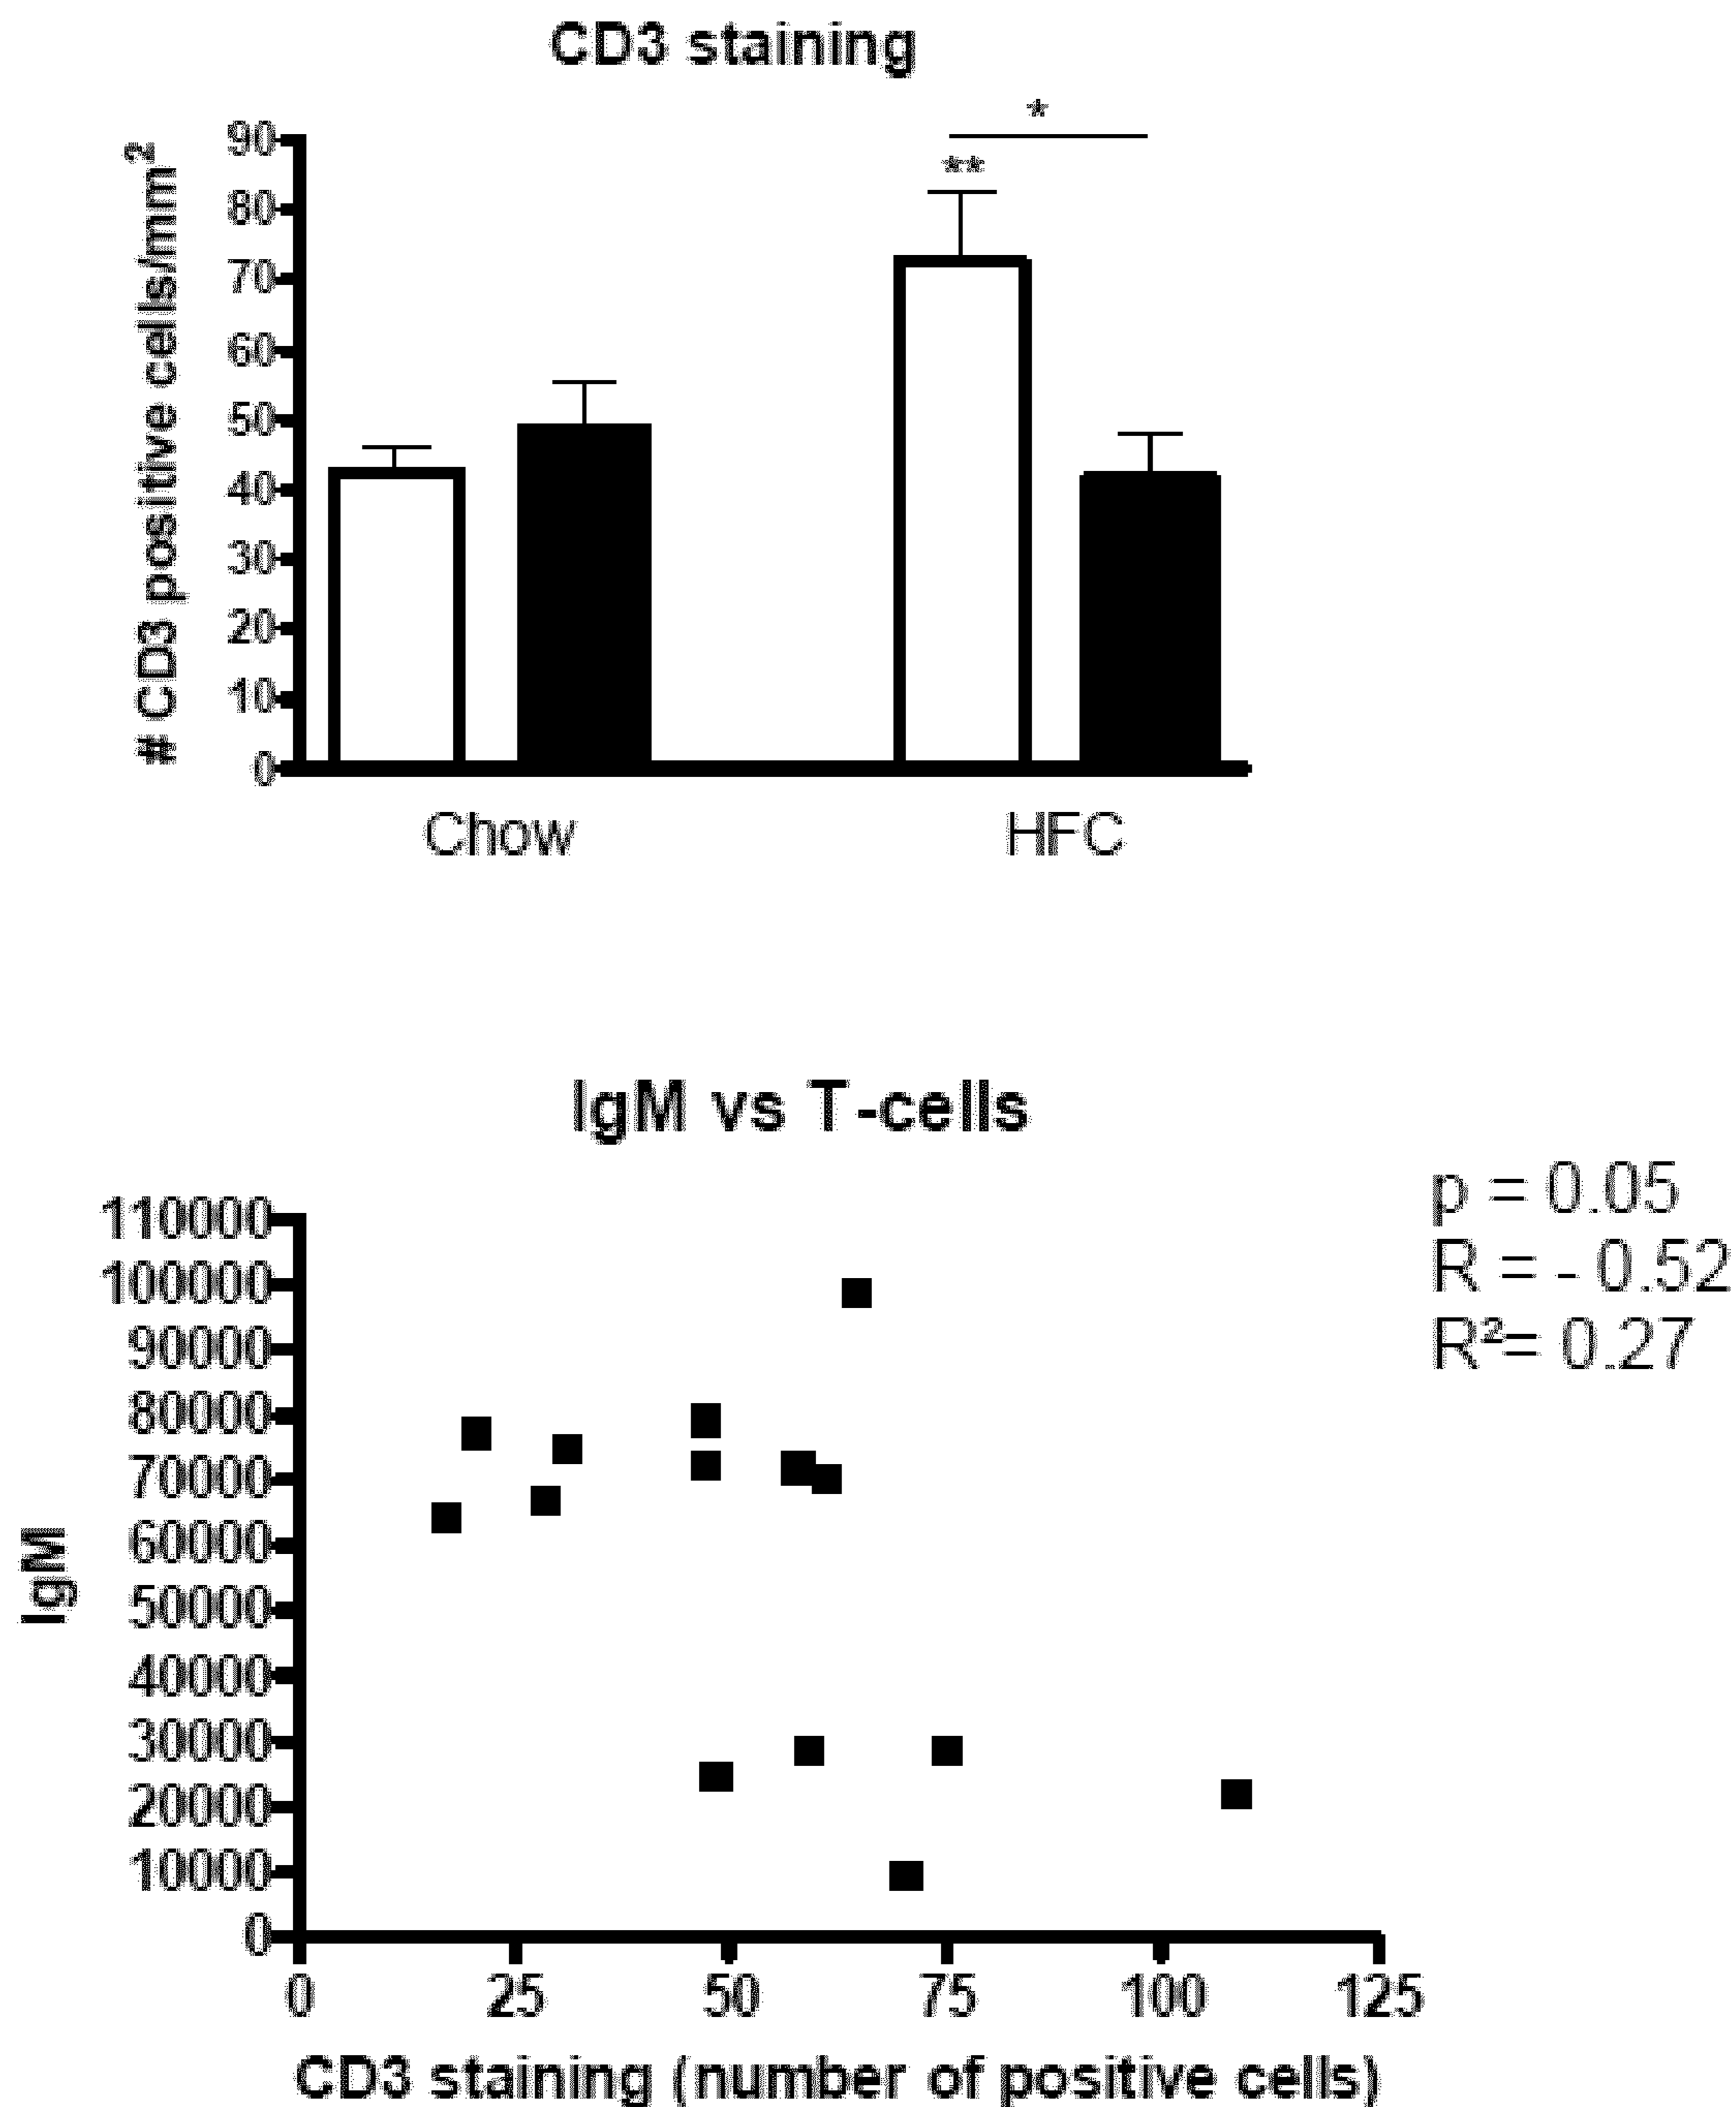 CD3 staining
*
**
# CD3 positive cells/mm²
90
80
70
60
50
40
30
20
10
0
Chow HFC
IgM vs T-cells
p = 0.05
R = - 0.52
R²= 0.27
IgM
110000
100000
90000
80000
70000
60000
50000
40000
30000
20000
10000
0
0 25 50 75 100 125
CD3 staining (number of positive cells)